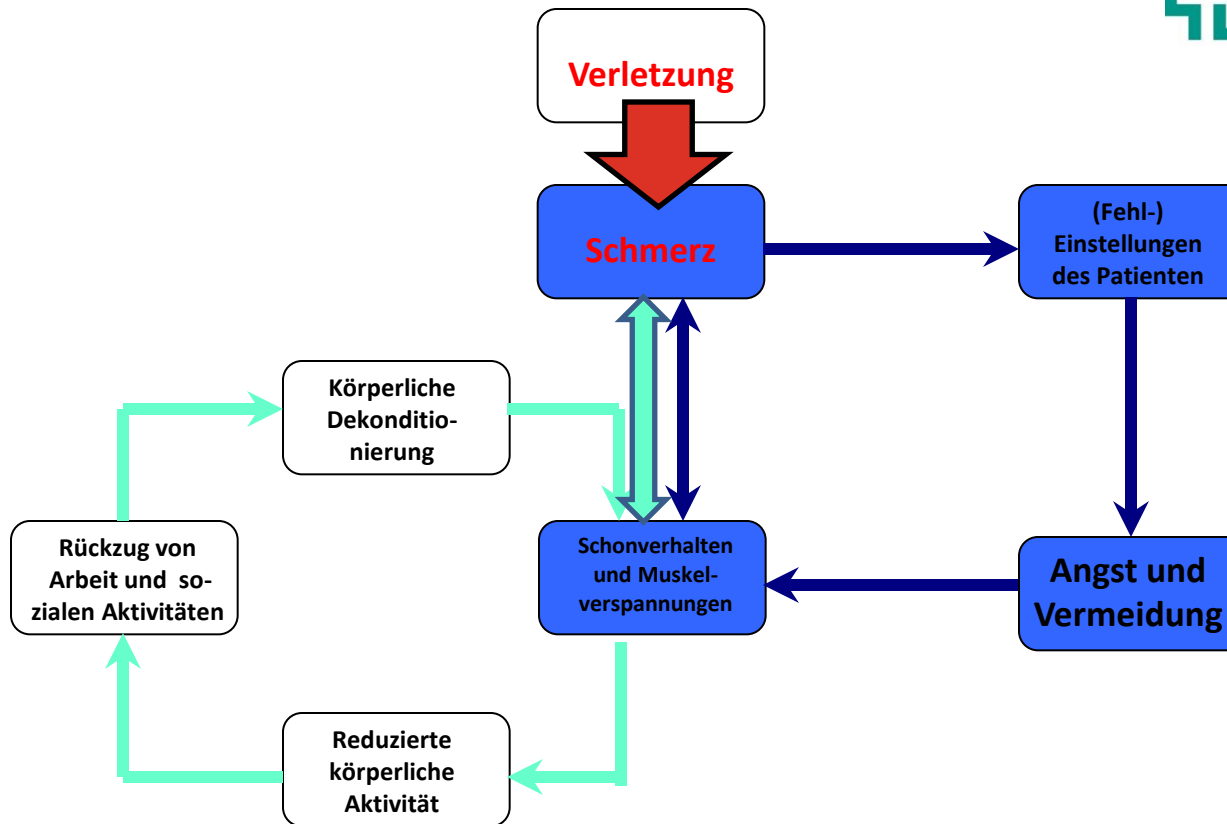 Verletzung
Schmerz
(Fehl-)
Einstellungen
des Patienten
Körperliche
Dekonditio-
nierung
Rückzug von
Arbeit und so-
zialen Aktivitäten
Schonverhalten
und Muskel-
verspannungen
Angst und
Vermeidung
Reduzierte
körperliche
Aktivität